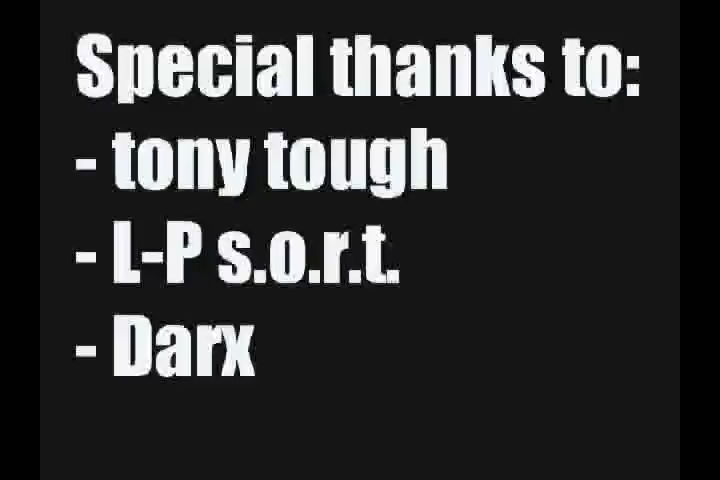 Special thanks to:
- tony tough
- L-P s.o.r.t.
- Darx